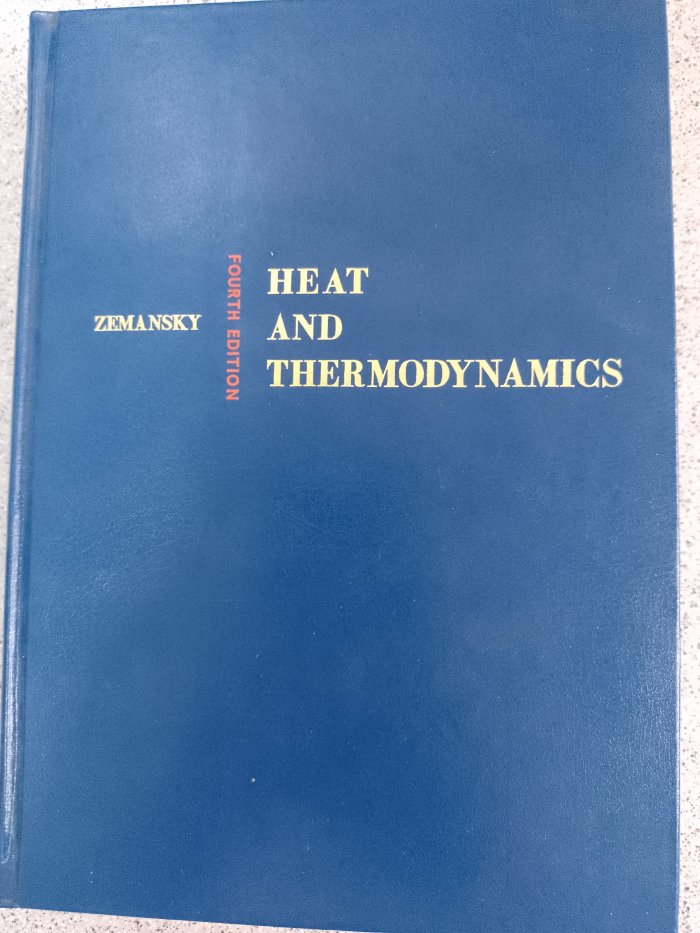 ZEMANSKY
FOURTH EDITION
HEAT
AND
THERMODYNAMICS